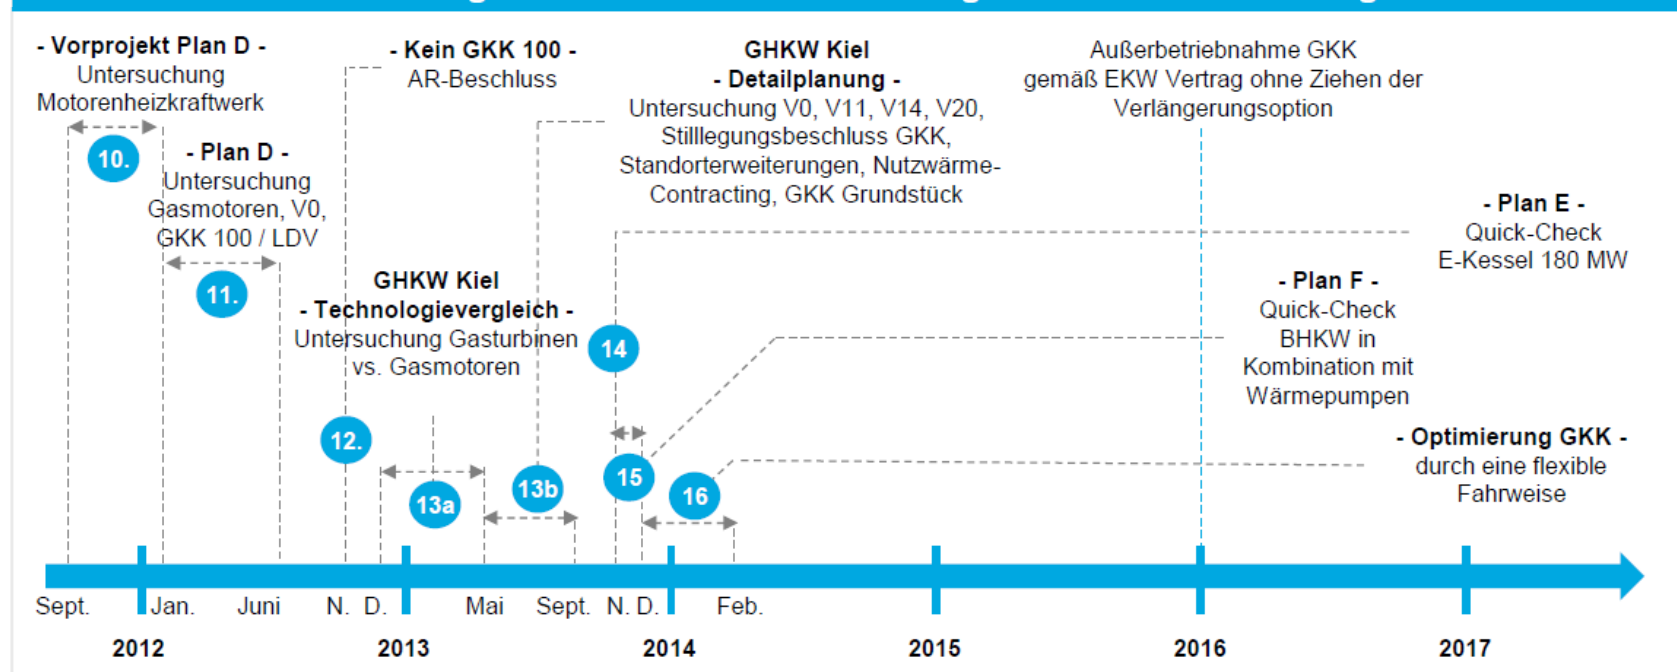 - Vorprojekt Plan D -
Untersuchung
Motorenheizkraftwerk
10.
- Plan D -
Untersuchung
Gasmotoren, V0,
GKK 100 / LDV
11.
- Kein GKK 100 -
AR-Beschluss
12.
GHKW Kiel
- Technologievergleich -
Untersuchung Gasturbinen
vs. Gasmotoren
13a
GHKW Kiel
- Detailplanung -
Untersuchung V0, V11, V14, V20,
Stilllegungsbeschluss GKK,
Standorterweiterungen, Nutzwärme-
Contracting, GKK Grundstück
13b
Außerbetriebnahme GKK
gemäß EKW Vertrag ohne Ziehen der
Verlängerungsoption
- Plan E -
Quick-Check
E-Kessel 180 MW
14
- Plan F -
Quick-Check
BHKW in
Kombination mit
Wärmepumpen
15
- Optimierung GKK -
durch eine flexible
Fahrweise
16
Sept. Jan. Juni N. D. Mai Sept. N. D. Feb.
2012 2013 2014 2015 2016 2017